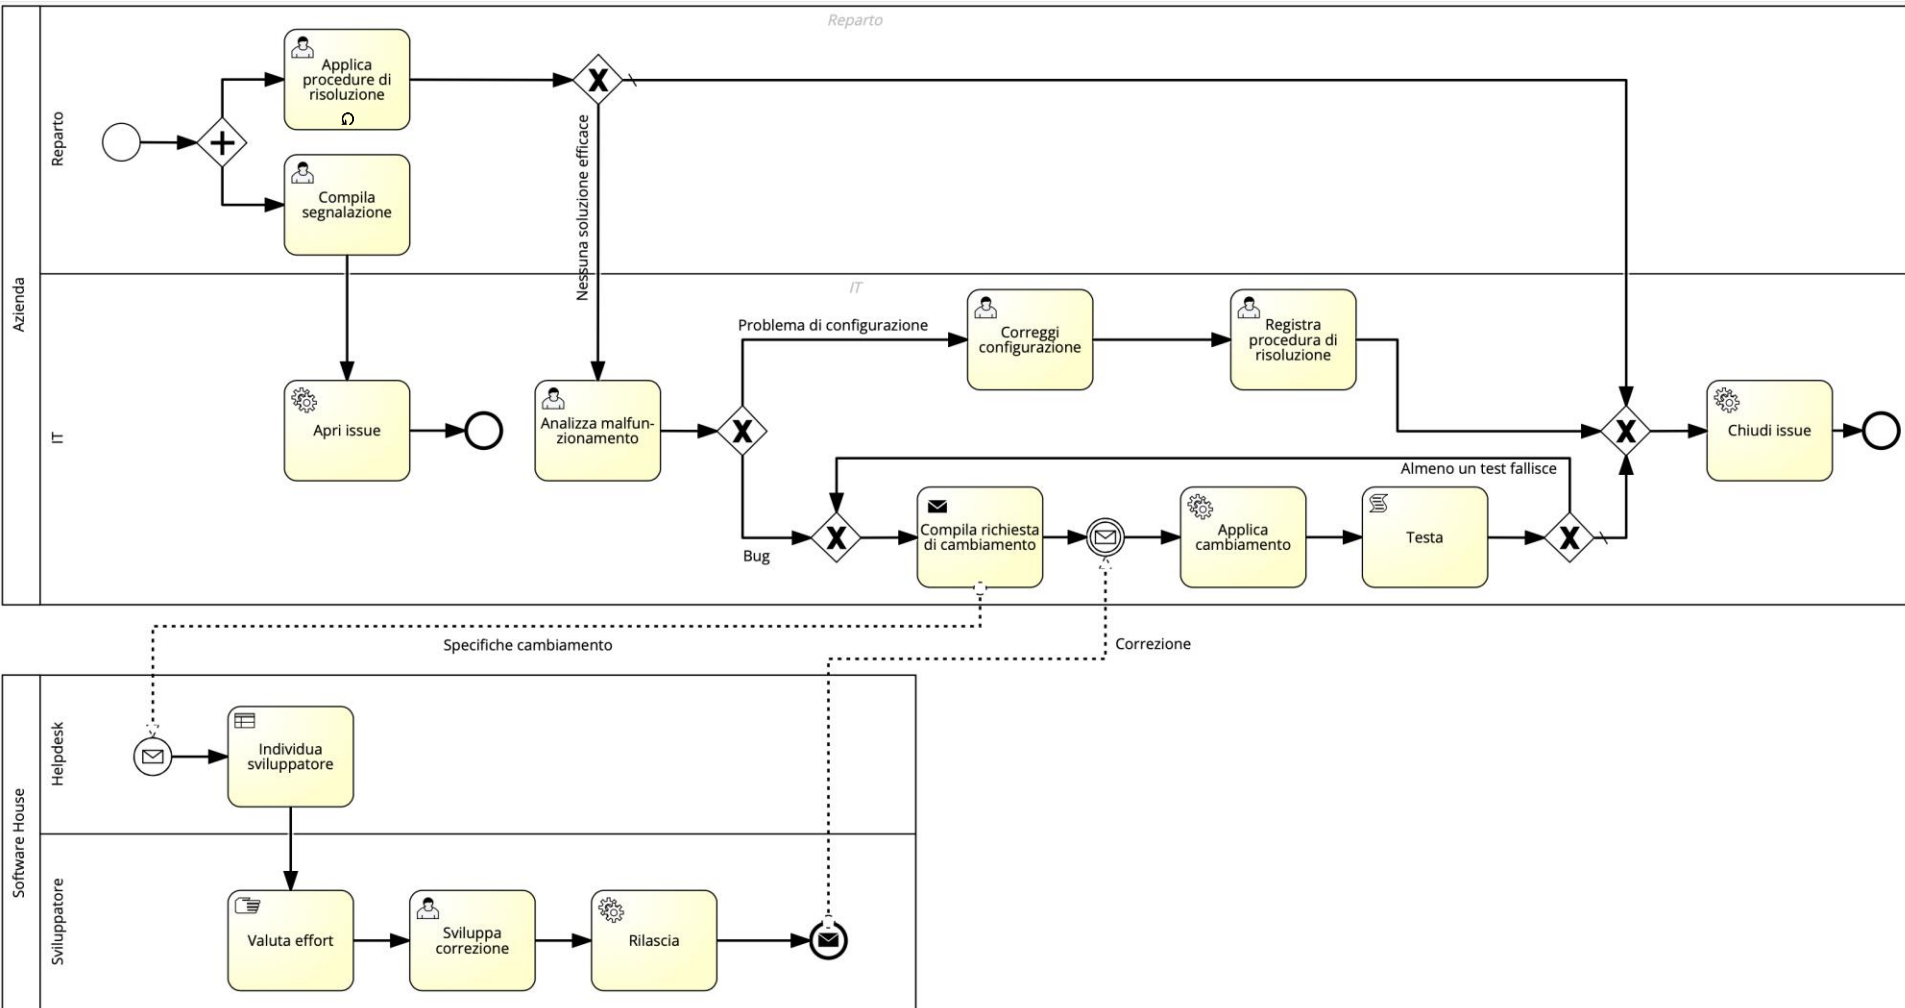 Reparto
Applica
procedure di
risoluzione
Reparto
Compila
segnalazione
Nessuna soluzione efficace
Azienda
IT
Problema di configurazione
Correggi
configurazione
Registra
procedura di
risoluzione
IT
Apri issue
Analizza malfun-
zionamento
Chiudi issue
Almeno un test fallisce
Bug
Compila richiesta
di cambiamento
Applica
cambiamento
Testa
Specifiche cambiamento
Correzione
Software House
Helpdesk
Individua
sviluppatore
Sviluppatore
Valuta effort
Sviluppa
correzione
Rilascia